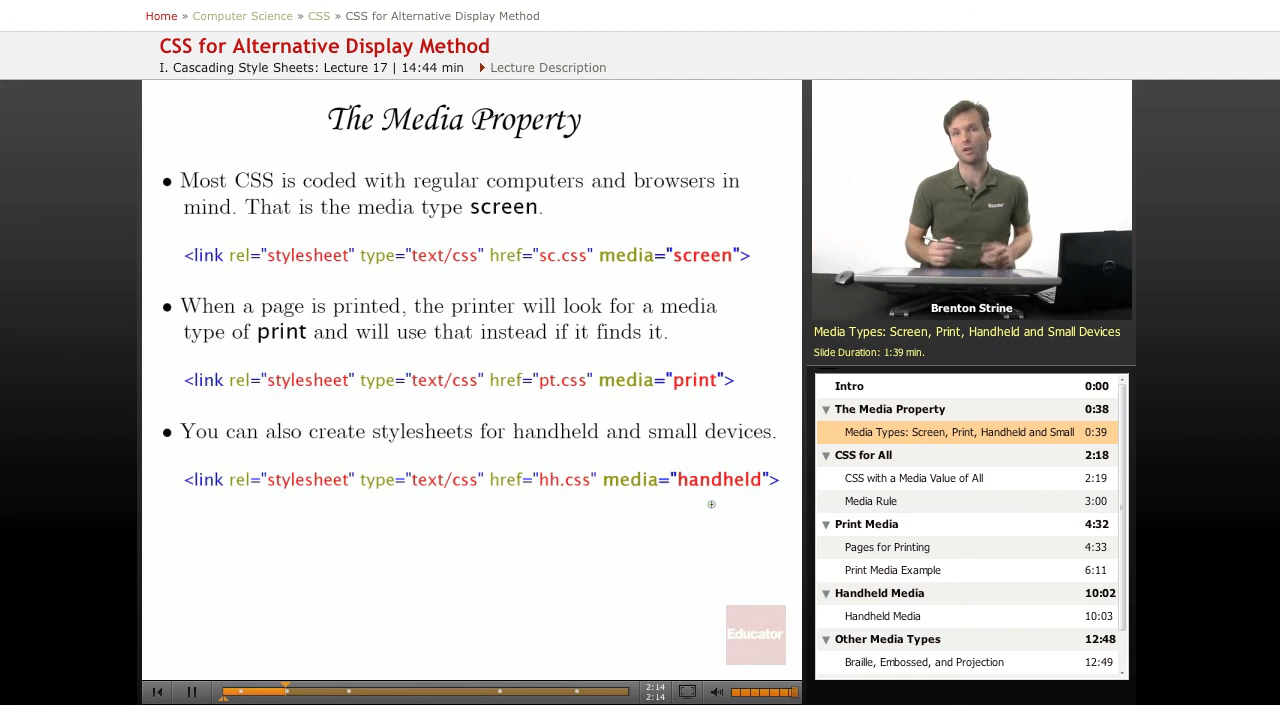 Home » Computer Science » CSS » CSS for Alternative Display Method
CSS for Alternative Display Method
I. Cascading Style Sheets: Lecture 17 | 14:44 min Lecture Description
The Media Property
• Most CSS is coded with regular computers and browsers in
mind. That is the media type screen.
<link rel="stylesheet" type="text/css" href="sc.css" media="screen">
• When a page is printed, the printer will look for a media
type of print and will use that instead if it finds it.
<link rel="stylesheet" type="text/css" href="pt.css" media="print">
• You can also create stylesheets for handheld and small devices.
<link rel="stylesheet" type="text/css" href="hh.css" media="handheld">
Educator
2:14
2:14
Educator
Brenton Strine
Media Types: Screen, Print, Handheld and Small Devices
Slide Duration: 1:39 min.
Intro 0:00
The Media Property 0:38
Media Types: Screen, Print, Handheld and Small 0:39
CSS for All 2:18
CSS with a Media Value of All 2:19
Media Rule 3:00
Print Media 4:32
Pages for Printing 4:33
Print Media Example 6:11
Handheld Media 10:02
Handheld Media 10:03
Other Media Types 12:48
Braille, Embossed, and Projection 12:49